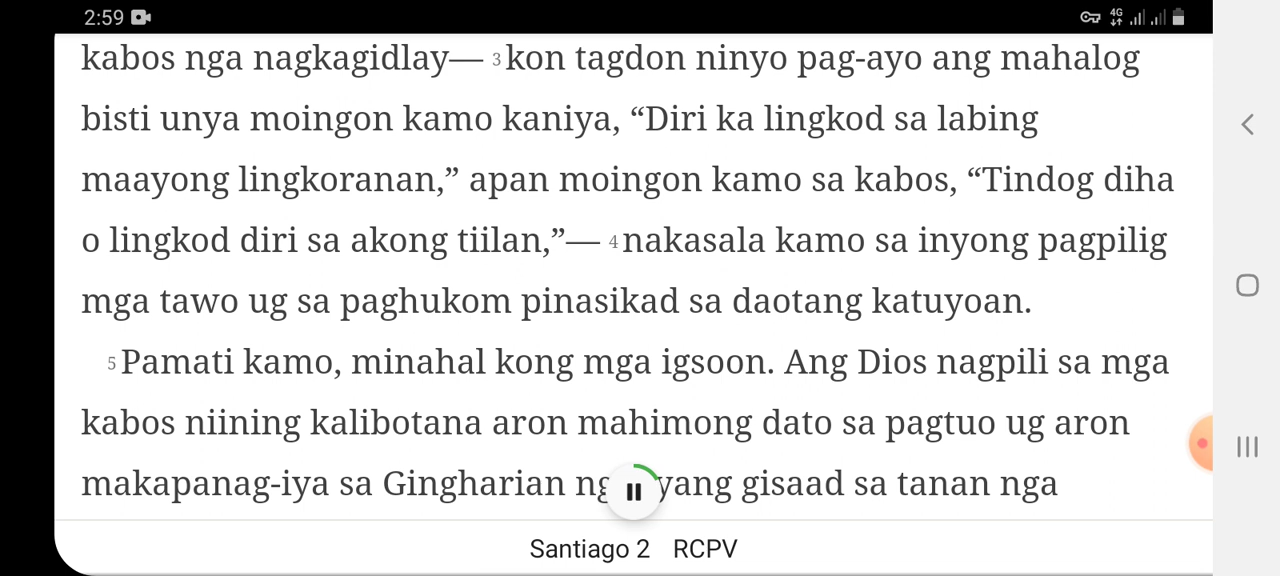 2:59 4G
kabos nga nagkagidlay— 3 kon tagdon ninyo pag-ayo ang mahalog
bisti unya moingon kamo kaniya, “Diri ka lingkod sa labing
maayong lingkoranan,” apan moingon kamo sa kabos, “Tindog diha
o lingkod diri sa akong tiilan,”— 4 nakasala kamo sa inyong pagpilig
mga tawo ug sa paghukom pinasikad sa daotang katuyoan.
5 Pamati kamo, minahal kong mga igsoon. Ang Dios nagpili sa mga
kabos niining kalibotana aron mahimong dato sa pagtuo ug aron
makapanag-iya sa Gingharian gisaad sa tanan nga
Santiago 2 RCPV